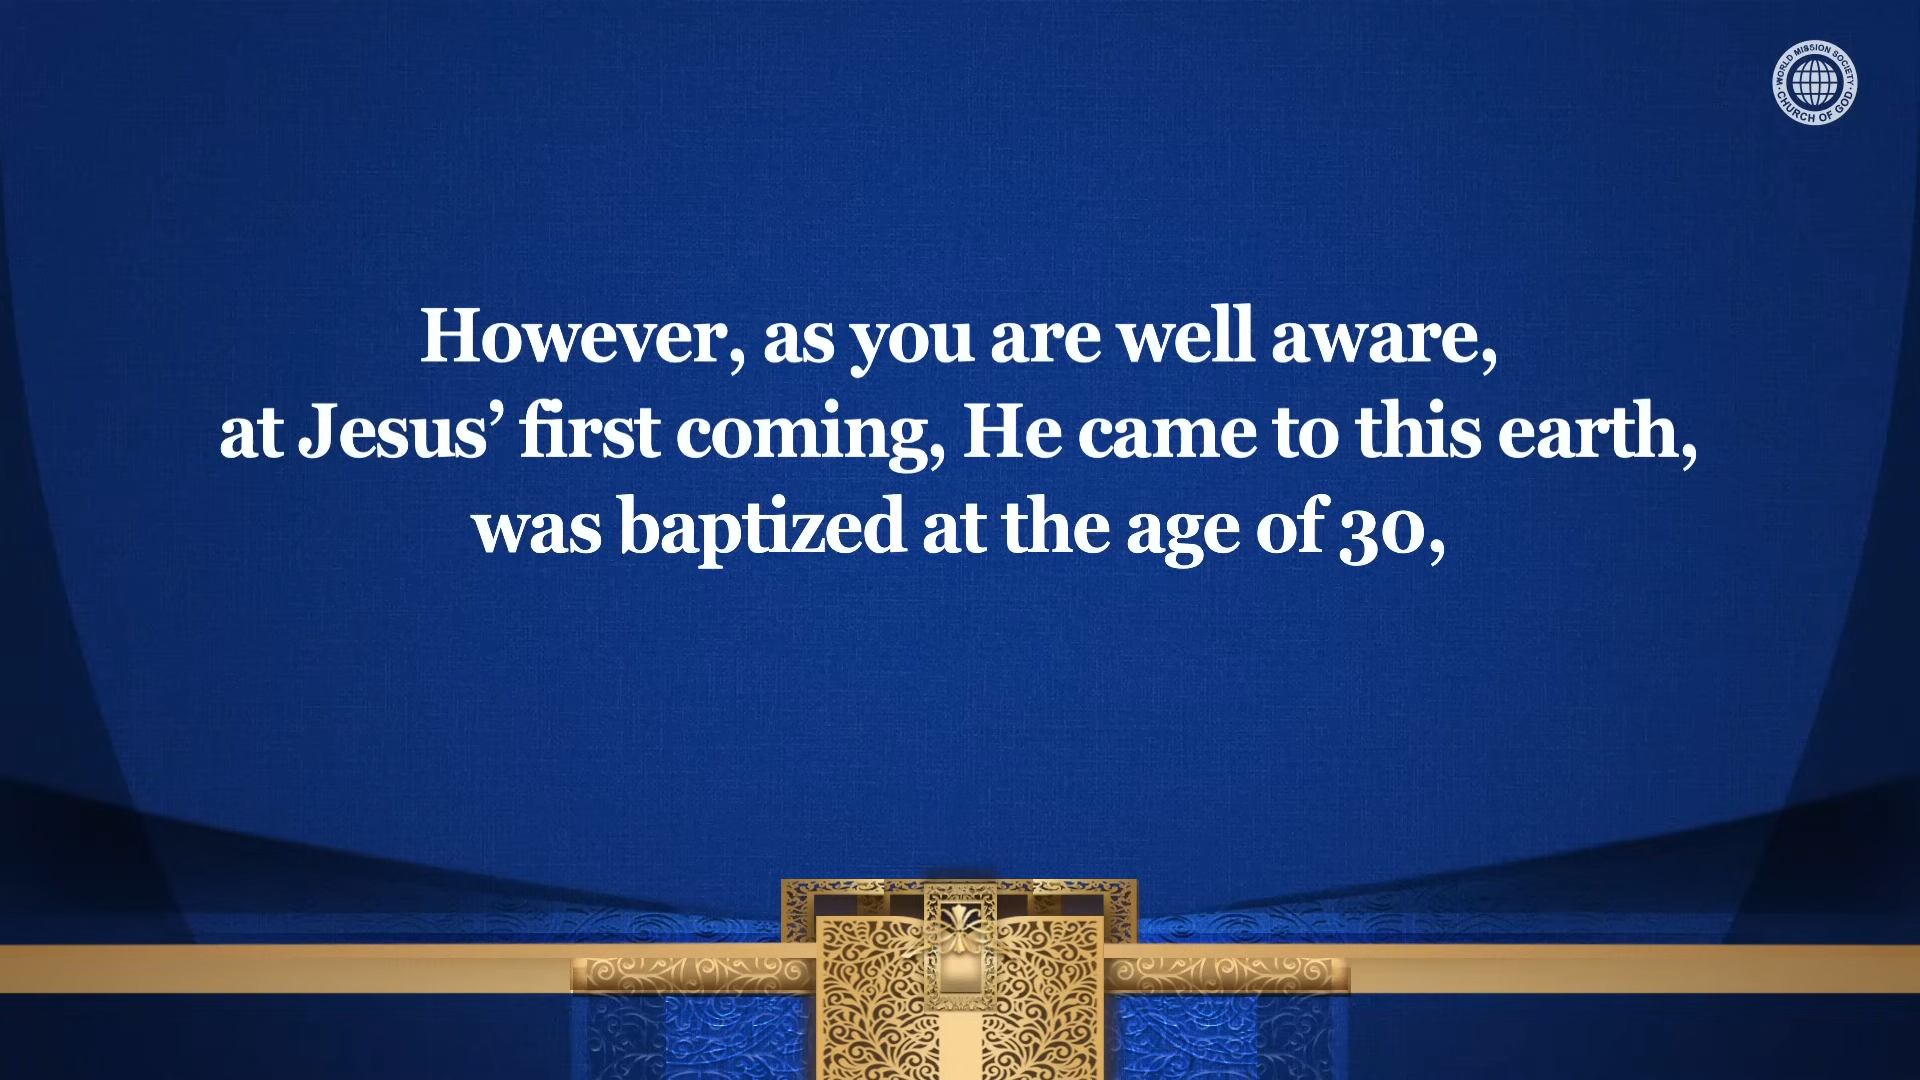 WORLD MISSION SOCIETY
CHURCH OF GOD
However, as you are well aware,
at Jesus’ first coming, He came to this earth,
was baptized at the age of 30,